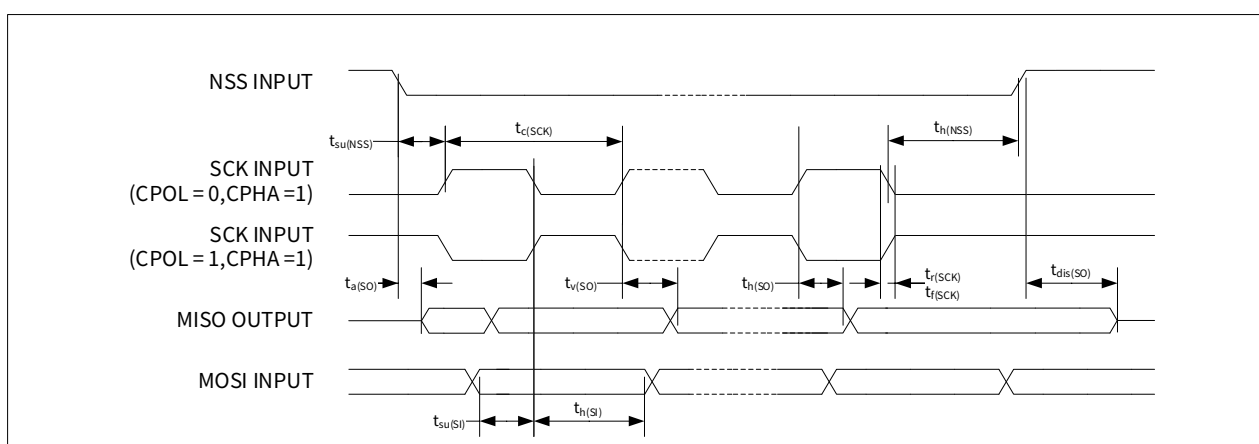 NSS INPUT
tsu(NSS)
tc(SCK)
th(NSS)
SCK INPUT
(CPOL = 0,CPHA =1)
SCK INPUT
(CPOL = 1,CPHA =1)
ta(SO)
tv(SO)
th(SO)
tr(SCK)
tf(SCK)
tdis(SO)
MISO OUTPUT
MOSI INPUT
tsu(SI)
th(SI)